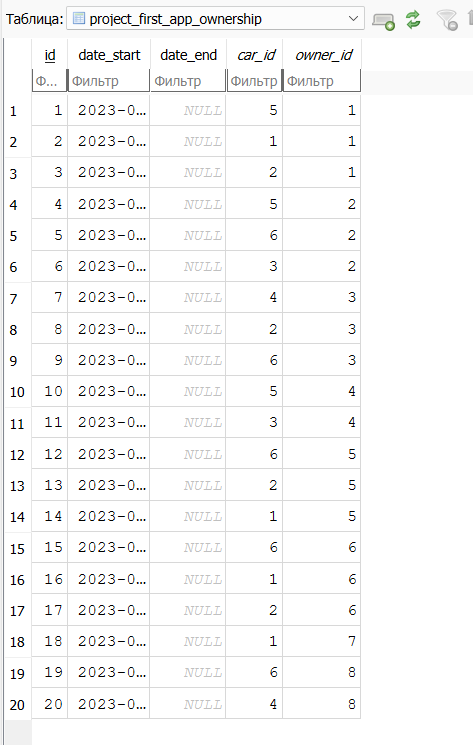 Таблица: project_first_app_ownership
id date_start date_end car_id owner_id
Ф... Фильтр Фильтр Фильтр Фильтр
1 1 2023-0… NULL 5 1
2 2 2023-0… NULL 1 1
3 3 2023-0… NULL 2 1
4 4 2023-0… NULL 5 2
5 5 2023-0… NULL 6 2
6 6 2023-0… NULL 3 2
7 7 2023-0… NULL 4 3
8 8 2023-0… NULL 2 3
9 9 2023-0… NULL 6 3
10 10 2023-0… NULL 5 4
11 11 2023-0… NULL 3 4
12 12 2023-0… NULL 6 5
13 13 2023-0… NULL 2 5
14 14 2023-0… NULL 1 5
15 15 2023-0… NULL 6 6
16 16 2023-0… NULL 1 6
17 17 2023-0… NULL 2 6
18 18 2023-0… NULL 1 7
19 19 2023-0… NULL 6 8
20 20 2023-0… NULL 4 8